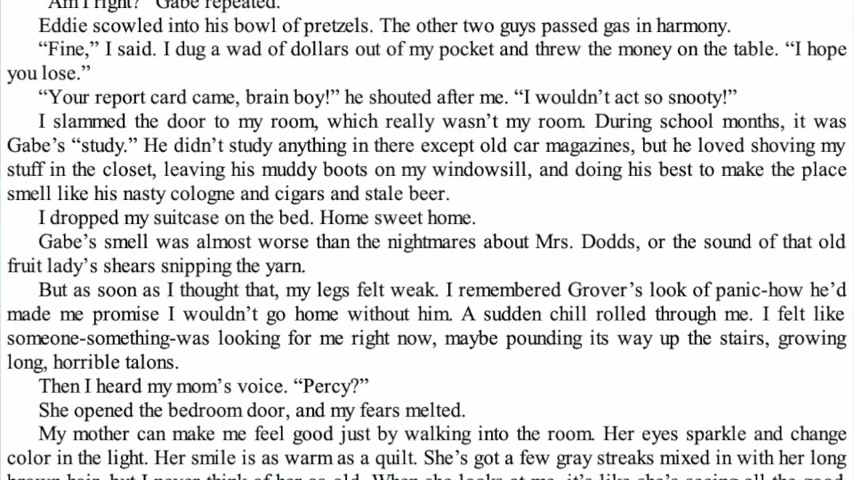 “Am I right?” Gabe repeated.
Eddie scowled into his bowl of pretzels. The other two guys passed gas in harmony.
“Fine,” I said. I dug a wad of dollars out of my pocket and threw the money on the table. “I hope
you lose.”
“Your report card came, brain boy!” he shouted after me. “I wouldn’t act so snooty!”
I slammed the door to my room, which really wasn’t my room. During school months, it was
Gabe’s “study.” He didn’t study anything in there except old car magazines, but he loved shoving my
stuff in the closet, leaving his muddy boots on my windowsill, and doing his best to make the place
smell like his nasty cologne and cigars and stale beer.
I dropped my suitcase on the bed. Home sweet home.
Gabe’s smell was almost worse than the nightmares about Mrs. Dodds, or the sound of that old
fruit lady’s shears snipping the yarn.
But as soon as I thought that, my legs felt weak. I remembered Grover’s look of panic-how he’d
made me promise I wouldn’t go home without him. A sudden chill rolled through me. I felt like
someone-something-was looking for me right now, maybe pounding its way up the stairs, growing
long, horrible talons.
Then I heard my mom’s voice. “Percy?”
She opened the bedroom door, and my fears melted.
My mother can make me feel good just by walking into the room. Her eyes sparkle and change
color in the light. Her smile is as warm as a quilt. She’s got a few gray streaks mixed in with her long
brown hair, but I never think of her as old. When she looks at me, it’s like she’s seeing all the good